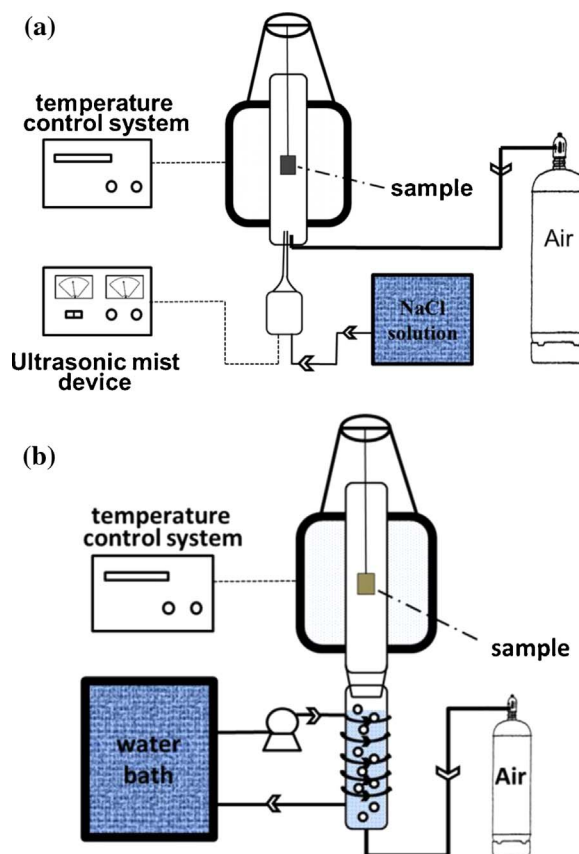 (a)
temperature
control system
sample
Air
NaCl
solution
Ultrasonic mist
device
(b)
temperature
control system
sample
water
bath
Air